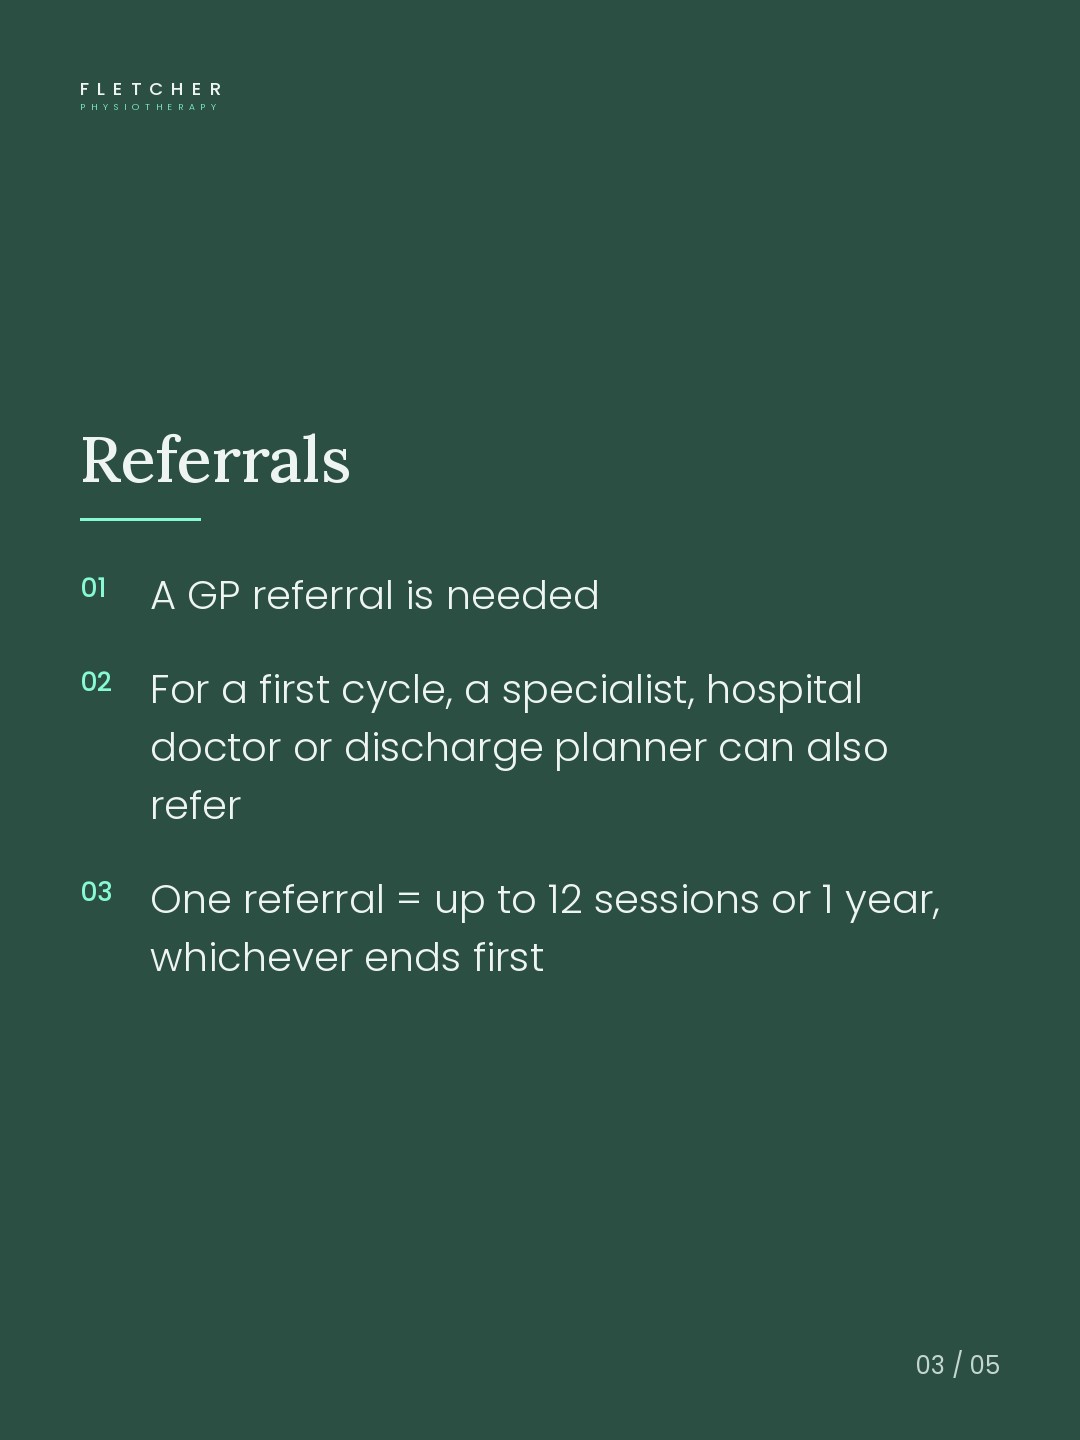 FLETCHER
PHYSIOTHERAPY
Referrals
01 A GP referral is needed
02 For a first cycle, a specialist, hospital
doctor or discharge planner can also
refer
03 One referral = up to 12 sessions or 1 year,
whichever ends first
03 / 05